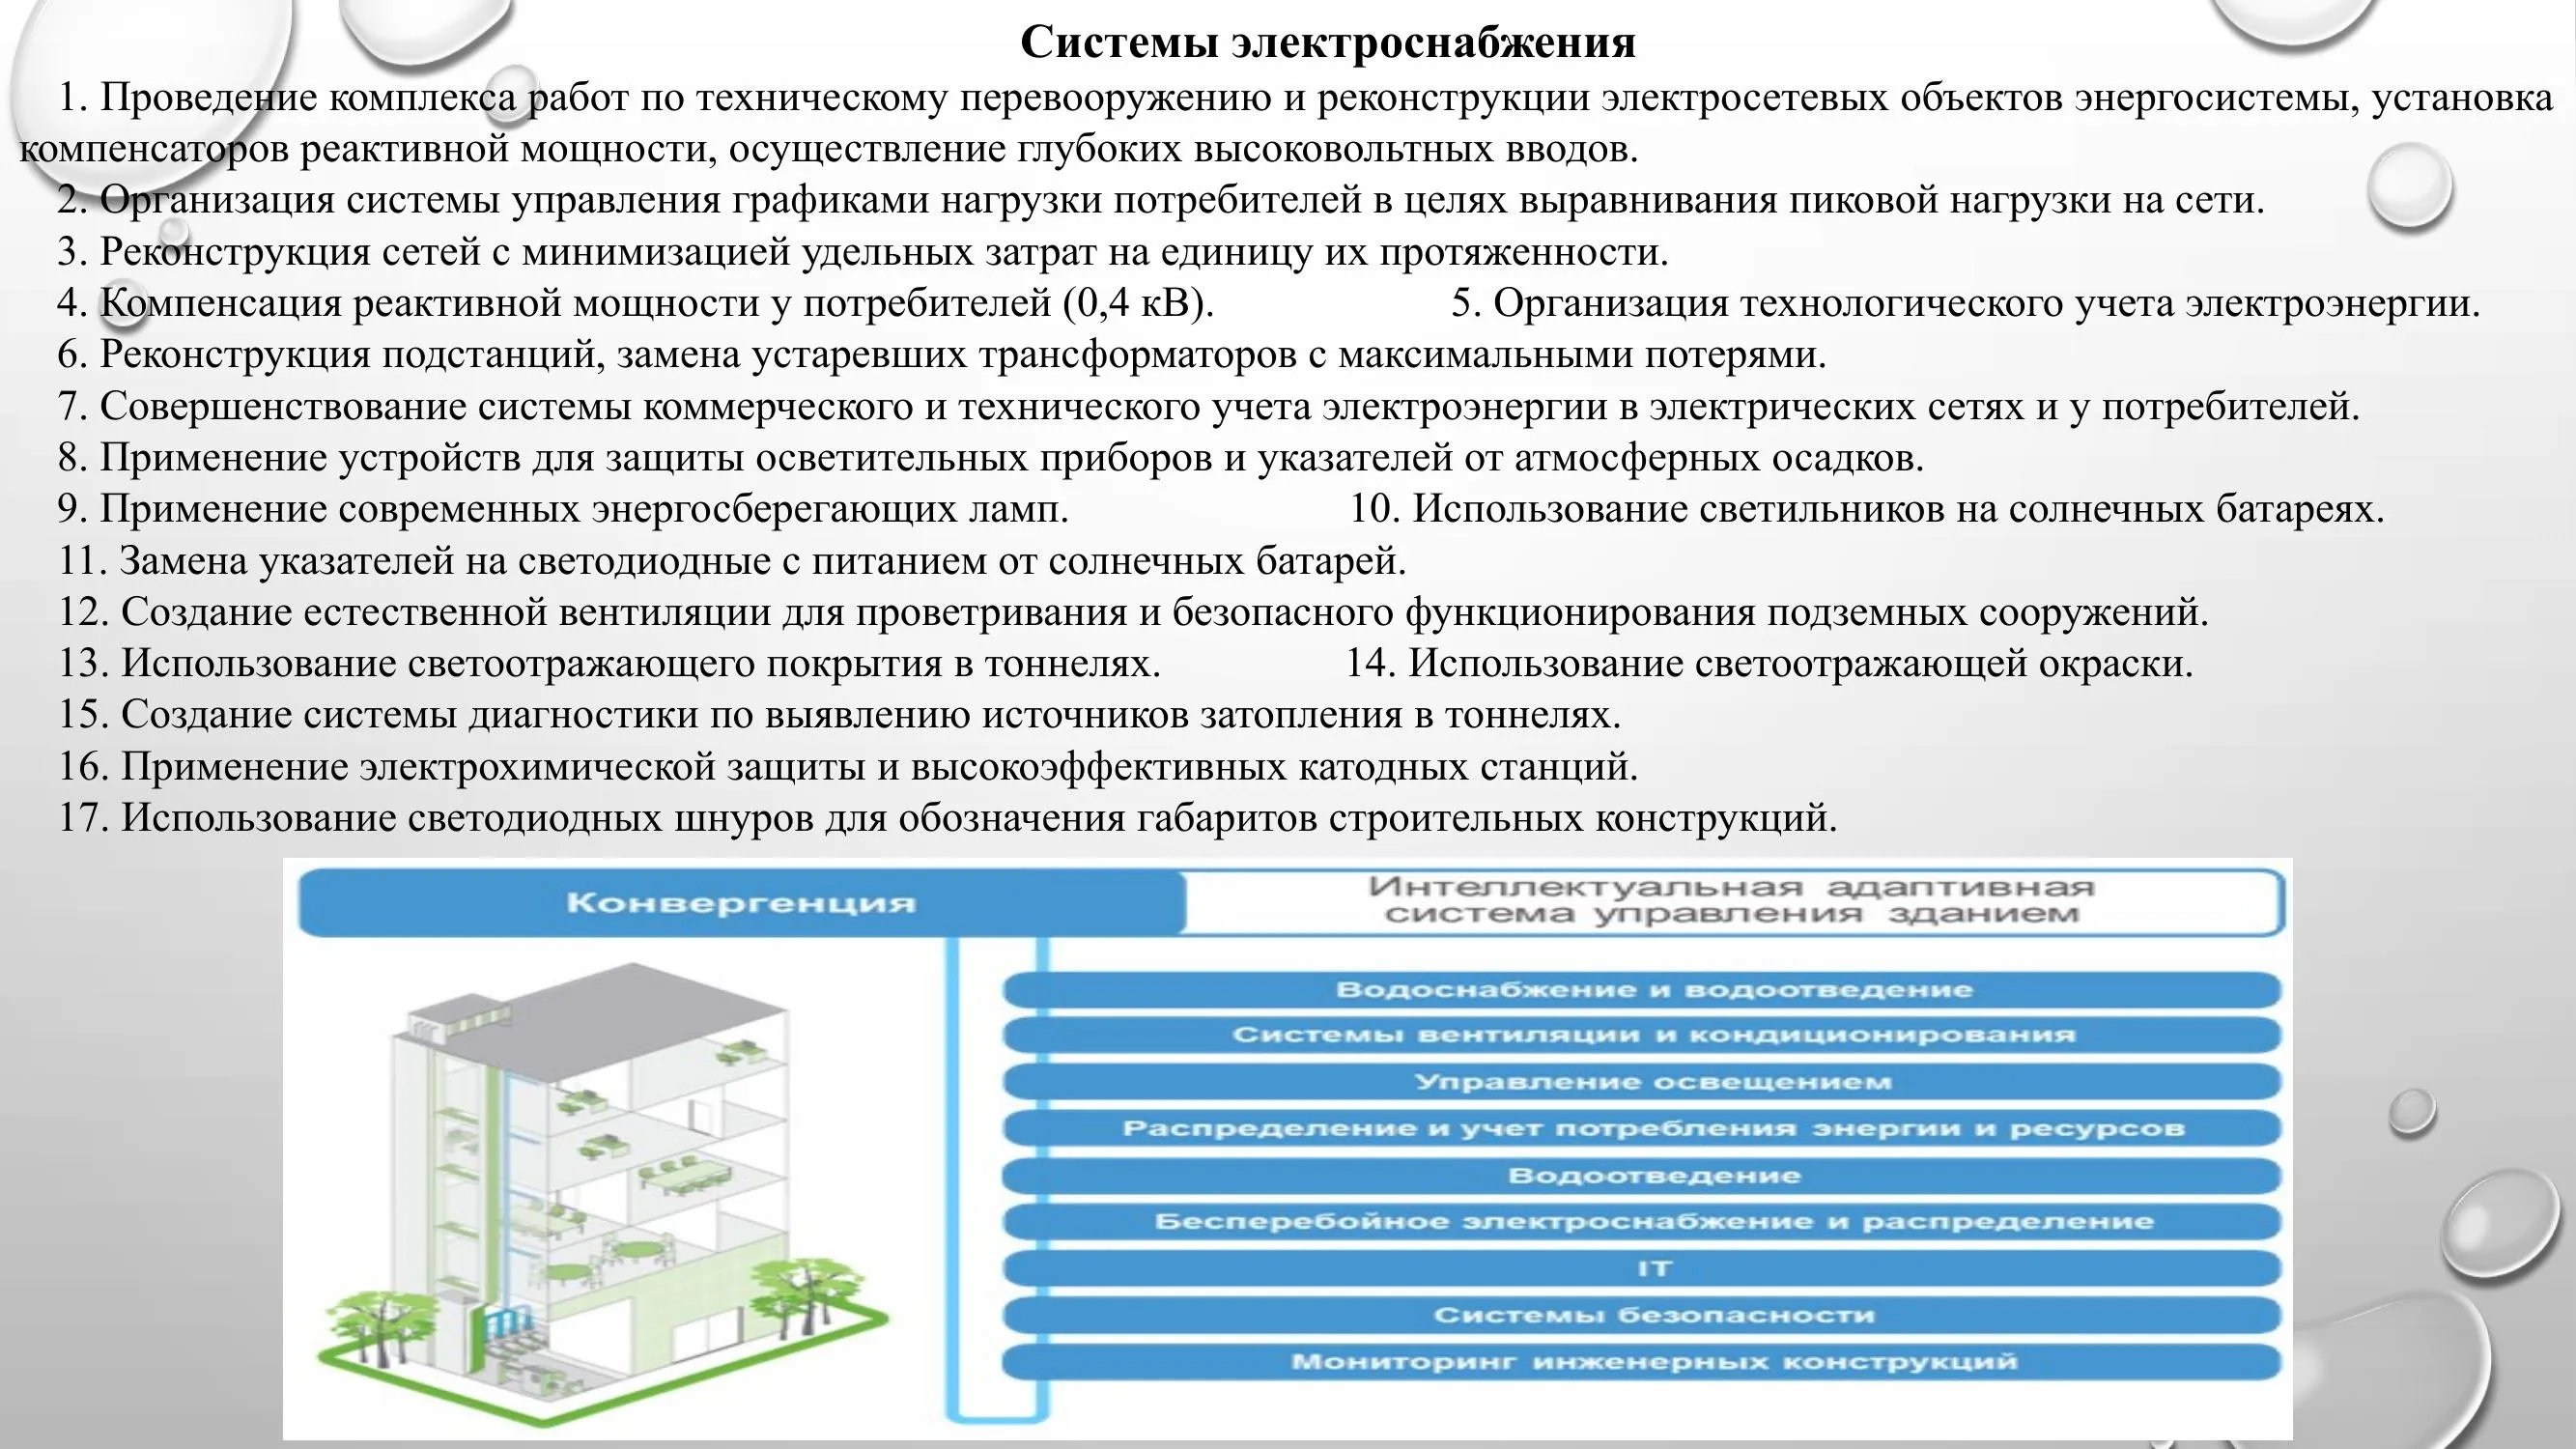 Системы электроснабжения
1. Проведение комплекса работ по техническому перевооружению и реконструкции электросетевых объектов энергосистемы, установка
компенсаторов реактивной мощности, осуществление глубоких высоковольтных вводов.
2. Организация системы управления графиками нагрузки потребителей в целях выравнивания пиковой нагрузки на сети.
3. Реконструкция сетей с минимизацией удельных затрат на единицу их протяженности.
4. Компенсация реактивной мощности у потребителей (0,4 кВ). 5. Организация технологического учета электроэнергии.
6. Реконструкция подстанций, замена устаревших трансформаторов с максимальными потерями.
7. Совершенствование системы коммерческого и технического учета электроэнергии в электрических сетях и у потребителей.
8. Применение устройств для защиты осветительных приборов и указателей от атмосферных осадков.
9. Применение современных энергосберегающих ламп. 10. Использование светильников на солнечных батареях.
11. Замена указателей на светодиодные с питанием от солнечных батарей.
12. Создание естественной вентиляции для проветривания и безопасного функционирования подземных сооружений.
13. Использование светоотражающего покрытия в тоннелях. 14. Использование светоотражающей окраски.
15. Создание системы диагностики по выявлению источников затопления в тоннелях.
16. Применение электрохимической защиты и высокоэффективных катодных станций.
17. Использование светодиодных шнуров для обозначения габаритов строительных конструкций.
Конвергенция
Интеллектуальная адаптивная
система управления зданием
Водоснабжение и водоотведение
Системы вентиляции и кондиционирования
Управление освещением
Распределение и учет потребления энергии и ресурсов
Водоотведение
Бесперебойное электроснабжение и распределение
IT
Системы безопасности
Мониторинг инженерных конструкций